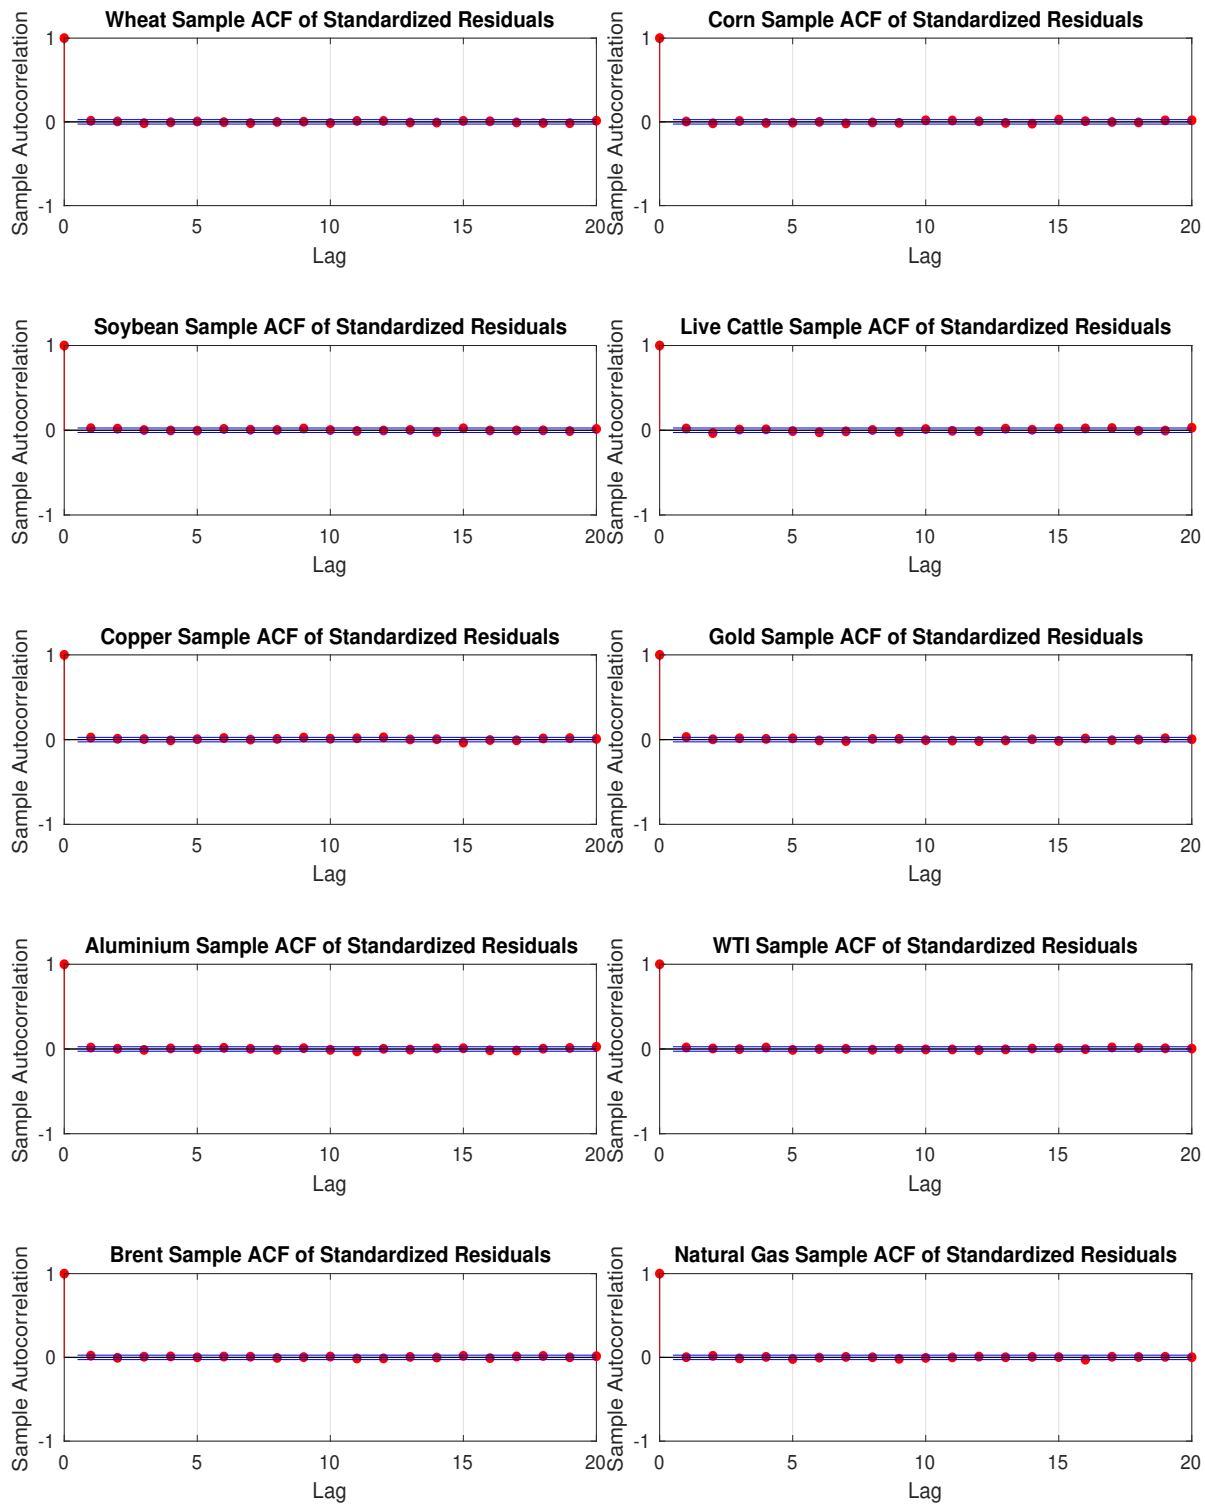 Wheat Sample ACF of Standardized Residuals
Sample Autocorrelation
1
0
-1
0 5 10 15 20
Lag
Corn Sample ACF of Standardized Residuals
Sample Autocorrelation
1
0
-1
0 5 10 15 20
Lag
Soybean Sample ACF of Standardized Residuals
Sample Autocorrelation
1
0
-1
0 5 10 15 20
Lag
Live Cattle Sample ACF of Standardized Residuals
Sample Autocorrelation
1
0
-1
0 5 10 15 20
Lag
Copper Sample ACF of Standardized Residuals
Sample Autocorrelation
1
0
-1
0 5 10 15 20
Lag
Gold Sample ACF of Standardized Residuals
Sample Autocorrelation
1
0
-1
0 5 10 15 20
Lag
Aluminium Sample ACF of Standardized Residuals
Sample Autocorrelation
1
0
-1
0 5 10 15 20
Lag
WTI Sample ACF of Standardized Residuals
Sample Autocorrelation
1
0
-1
0 5 10 15 20
Lag
Brent Sample ACF of Standardized Residuals
Sample Autocorrelation
1
0
-1
0 5 10 15 20
Lag
Natural Gas Sample ACF of Standardized Residuals
Sample Autocorrelation
1
0
-1
0 5 10 15 20
Lag